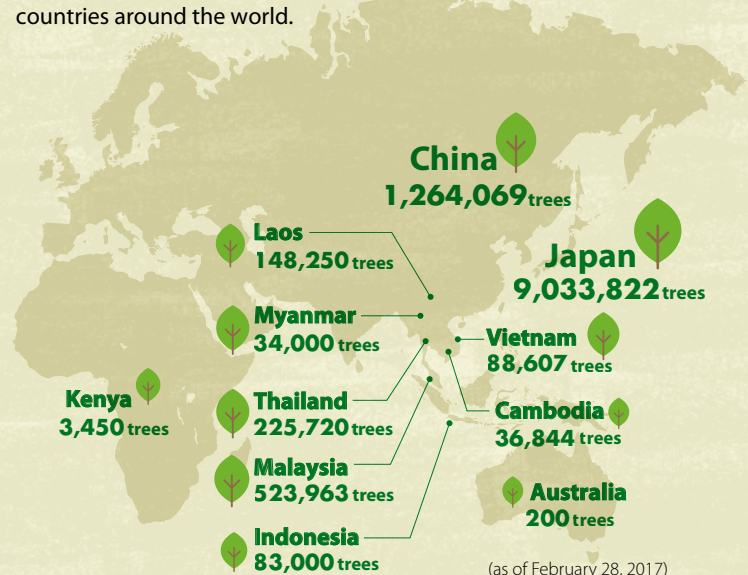 countries around the world.
China
1,264,069 trees
Japan
9,033,822 trees
Laos
148,250 trees
Myanmar
34,000 trees
Vietnam
88,607 trees
Kenya
3,450 trees
Thailand
225,720 trees
Cambodia
36,844 trees
Malaysia
523,963 trees
Australia
200 trees
Indonesia
83,000 trees
(as of February 28, 2017)